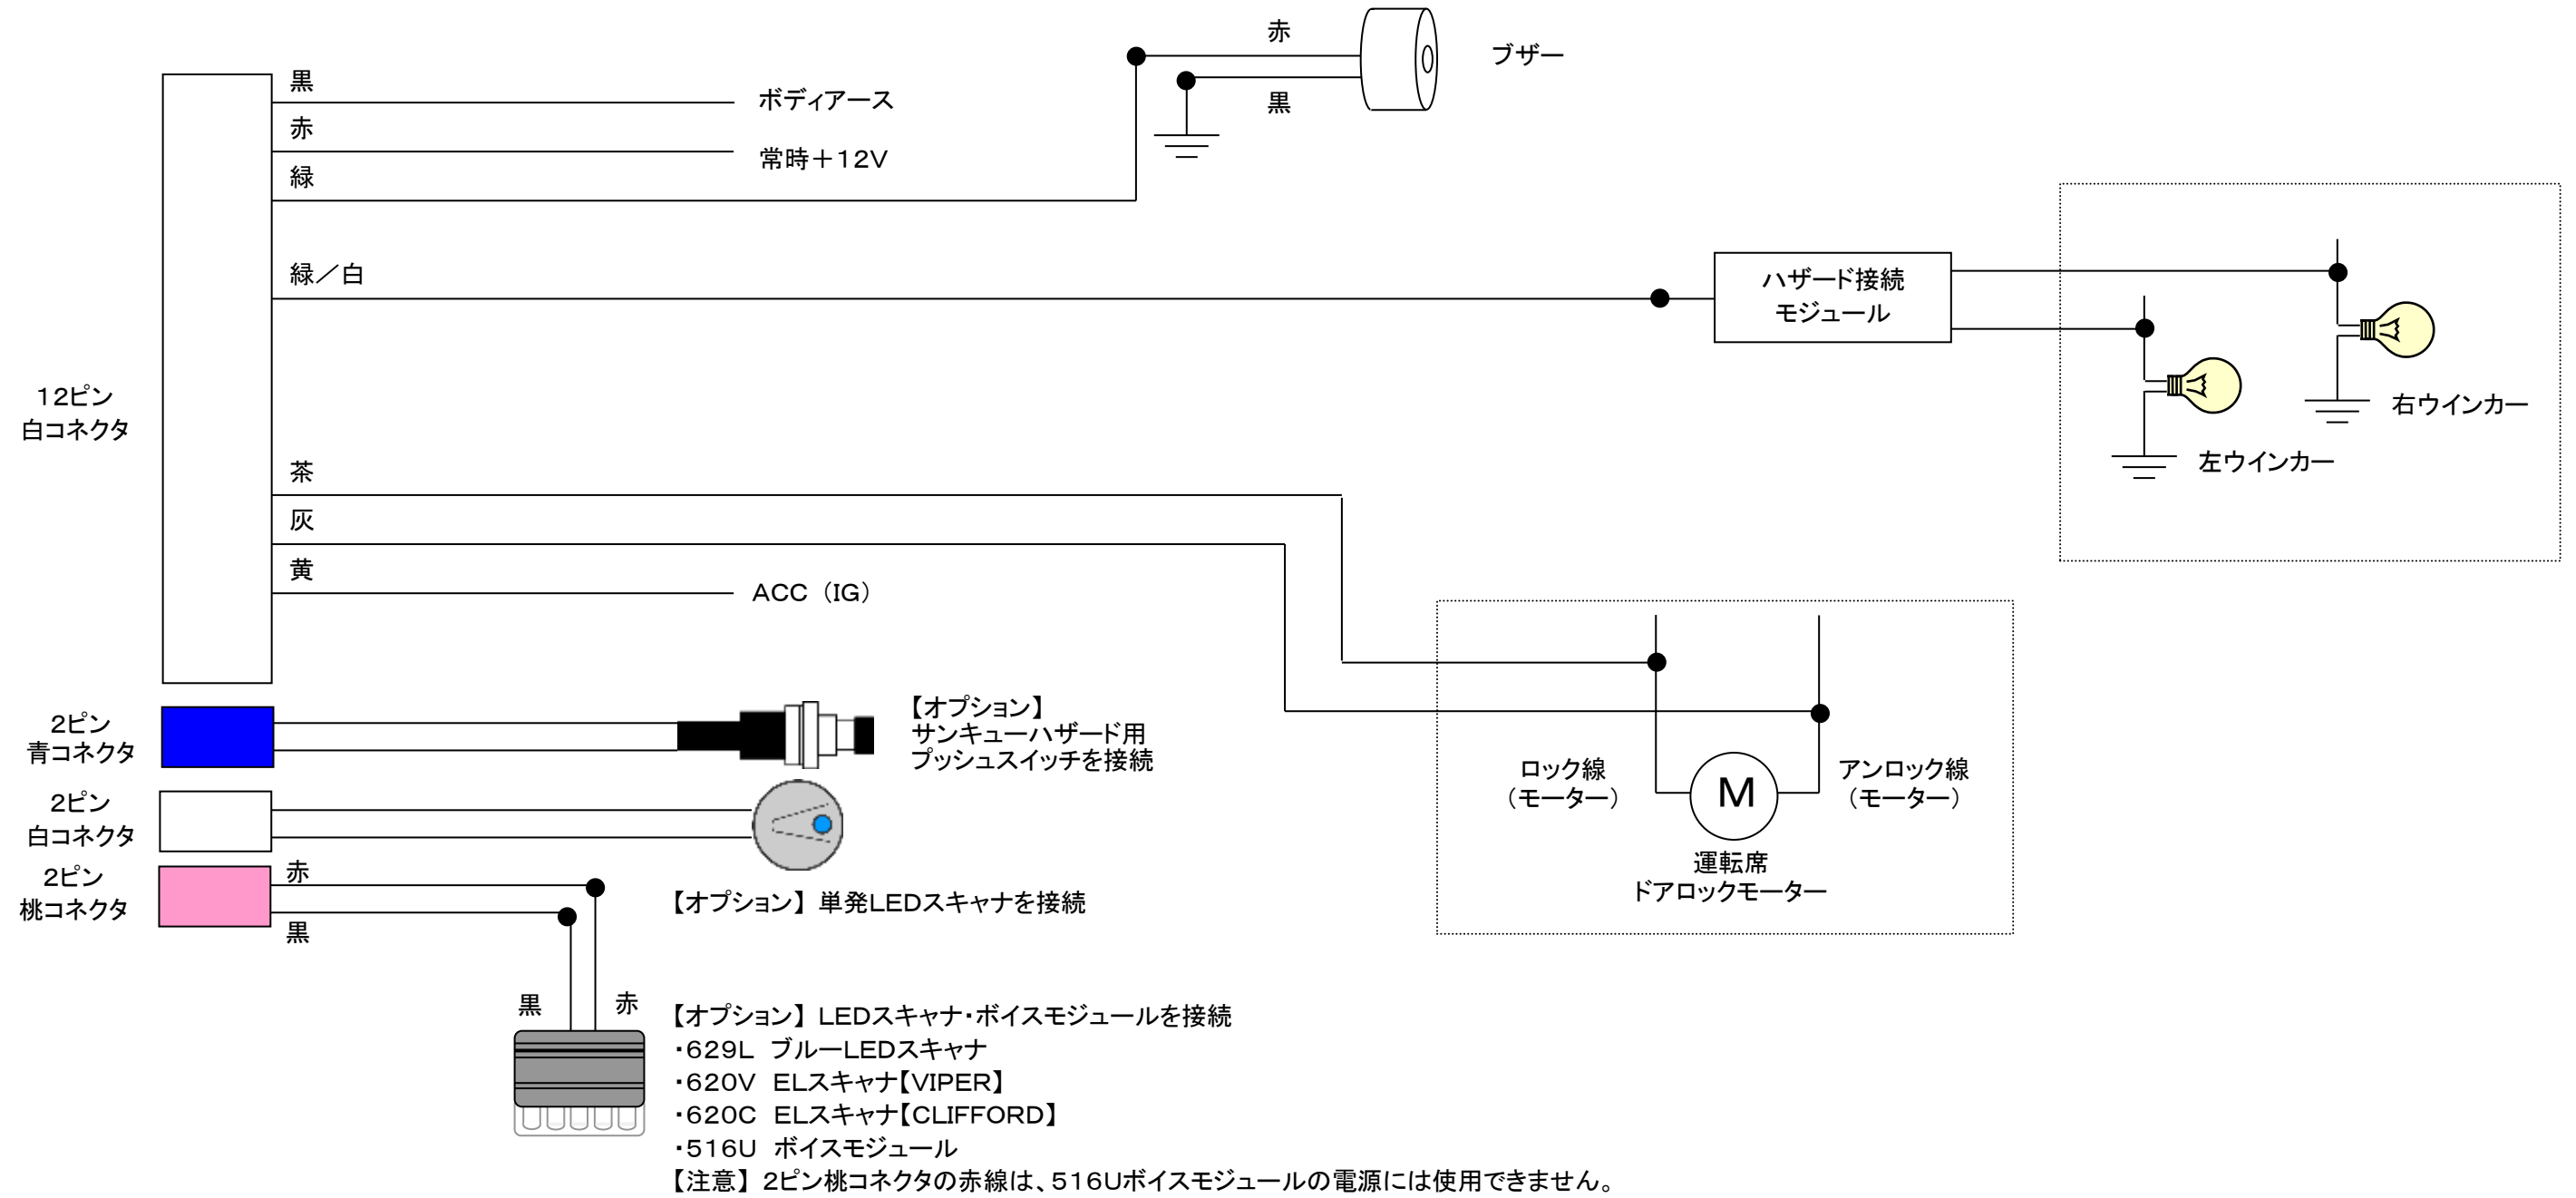 赤
ブザー
黒
黒
ボディアース
赤
常時＋１２Ｖ
緑
緑／白
ハザード接続
モジュール
右ウインカー
左ウインカー
１２ピン
白コネクタ
茶
灰
黄
ＡＣＣ（ＩＧ）
２ピン
青コネクタ
【オプション】
サンキューハザード用
プッシュスイッチを接続
ロック線
（モーター）
M
アンロック線
（モーター）
運転席
ドアロックモーター
２ピン
白コネクタ
２ピン
桃コネクタ
赤
黒
【オプション】単発ＬＥＤスキャナを接続
黒
赤
【オプション】ＬＥＤスキャナ・ボイスモジュールを接続
・６２９Ｌ　ブルーＬＥＤスキャナ
・６２０Ｖ　ＥＬスキャナ【ＶＩＰＥＲ】
・６２０Ｃ　ＥＬスキャナ【ＣＬＩＦＦＯＲＤ】
・５１６Ｕ　ボイスモジュール
【注意】２ピン桃コネクタの赤線は、５１６Ｕボイスモジュールの電源には使用できません。